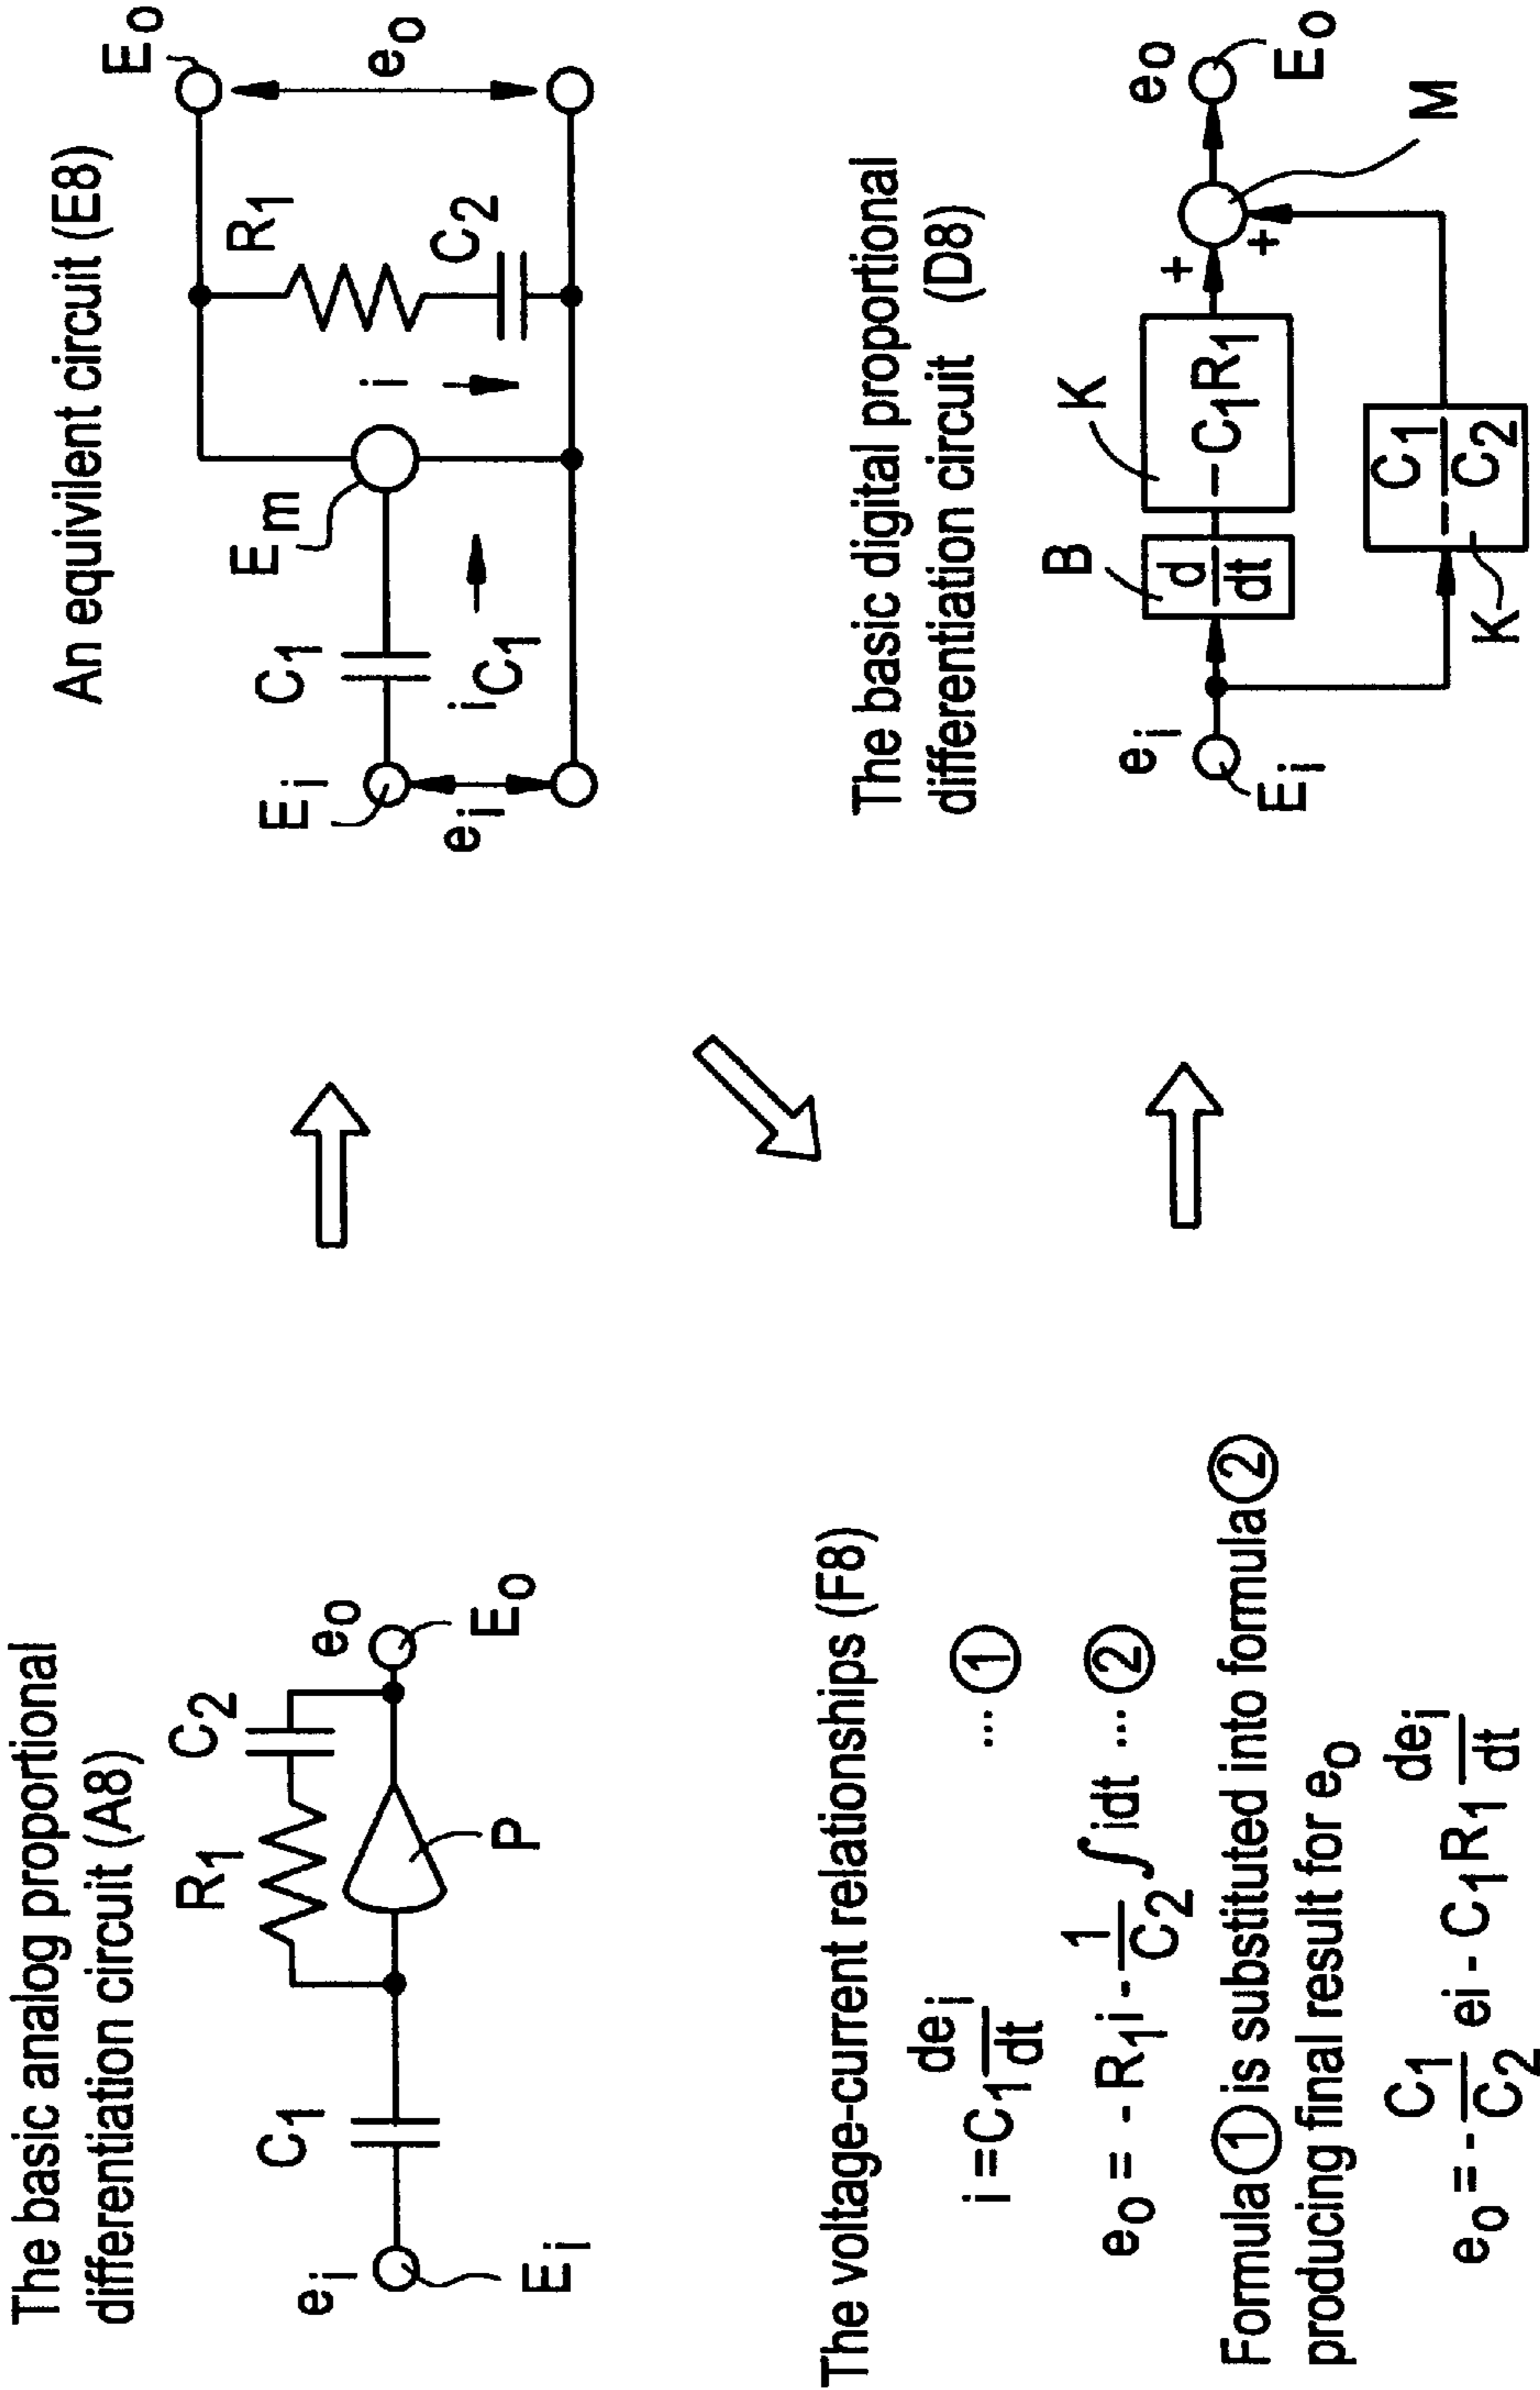 The basic analog proportional
differentiation circuit (A8)
C2
R1
C1
ei
Ei
P
eo
Eo
An equivilent circuit (E8)
Ei
ei
C1
iC1
Em
i
R1
C2
Eo
eo
The voltage-current relationships (F8)
i = C1 dei/dt ... ①
eo = - R1i - 1/C2 ∫ idt ... ②
Formula ① is substituted into formula ②
producing final result for eo
eo = - C1/C2 ei - C1R1 dei/dt
The basic digital proportional
differentiation circuit (D8)
ei
Ei
B
d/dt
K
- C1R1
K
- C1/C2
+
+
M
eo
Eo